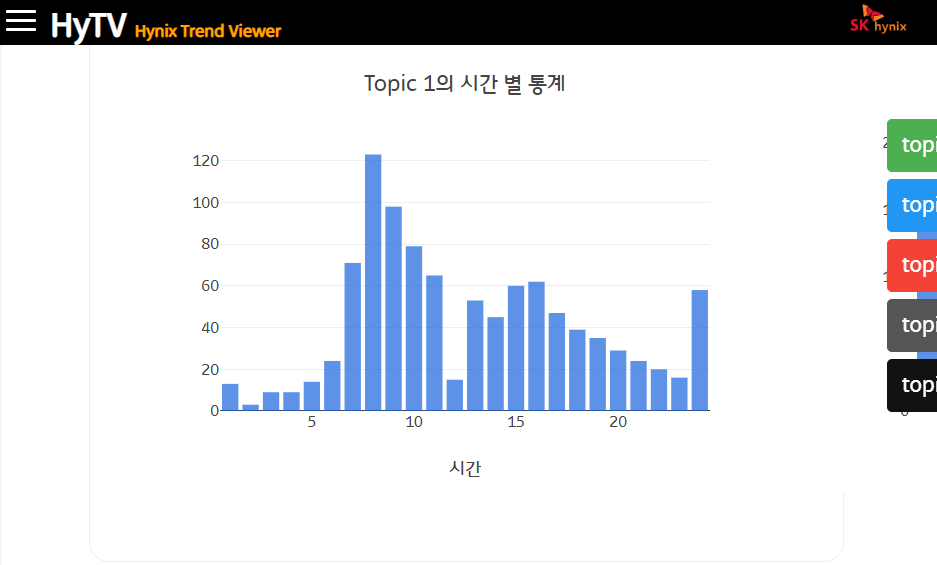 HyTV Hynix Trend Viewer
SK hynix
Topic 1의 시간 별 통계
120
100
80
60
40
20
0
5 10 15 20
시간
topi
topi
topi
topi
topi
0